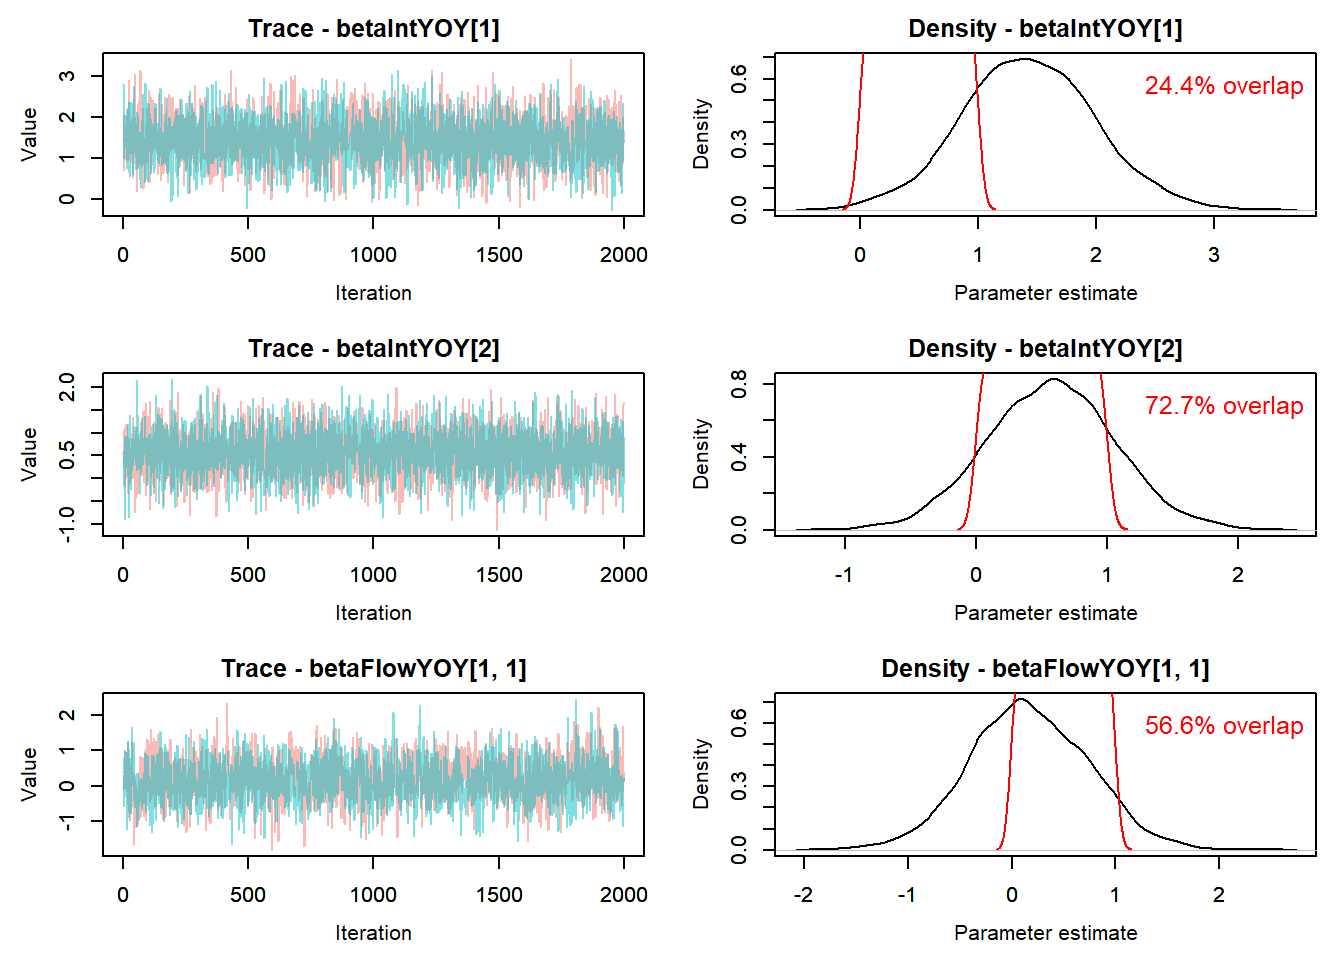 Trace - betaIntYOY[1]
Value
0
1
2
3
0 500 1000 1500 2000
Iteration
Density - betaIntYOY[1]
24.4% overlap
Density
0.0
0.3
0.6
0 1 2 3
Parameter estimate
Trace - betaIntYOY[2]
Value
-1.0
0.5
2.0
0 500 1000 1500 2000
Iteration
Density - betaIntYOY[2]
72.7% overlap
Density
0.0
0.4
0.8
-1 0 1 2
Parameter estimate
Trace - betaFlowYOY[1, 1]
Value
-1
0
1
2
0 500 1000 1500 2000
Iteration
Density - betaFlowYOY[1, 1]
56.6% overlap
Density
0.0
0.3
0.6
-2 -1 0 1 2
Parameter estimate